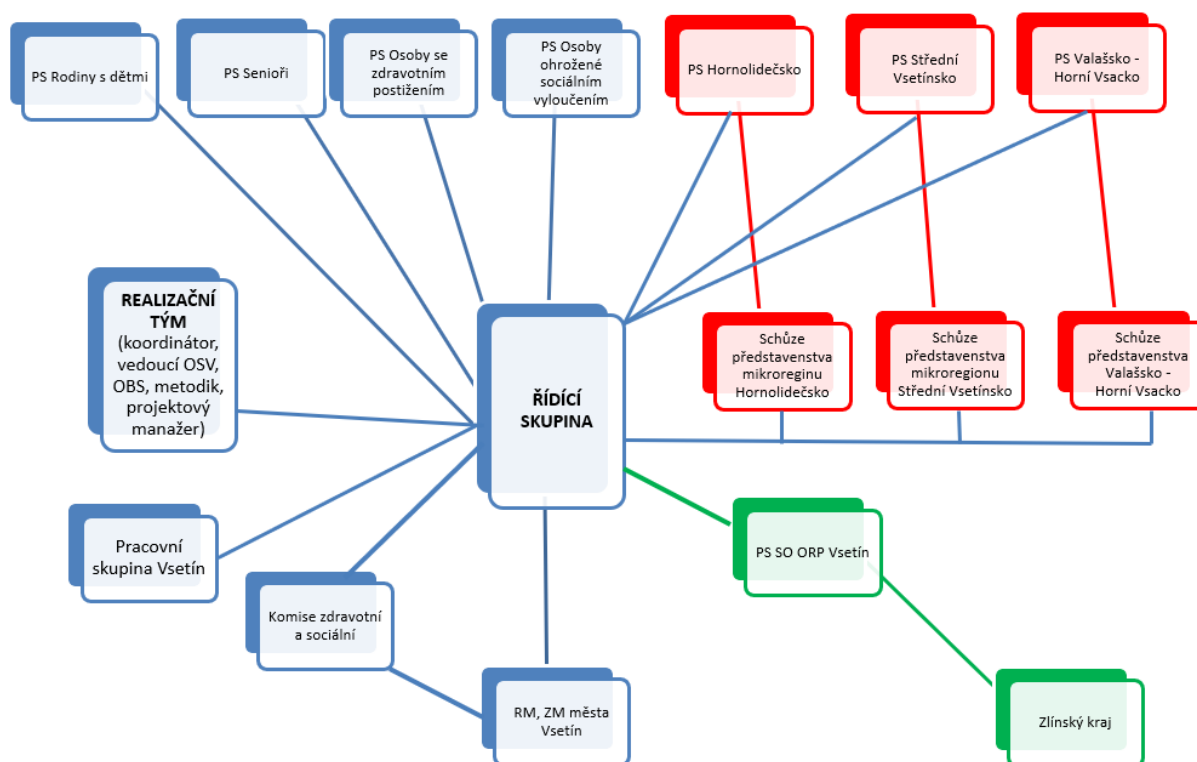 PS Rodiny s dětmi
PS Senioři
PS Osoby se
zdravotním
postižením
PS Osoby
ohrožené
sociálním
vyloučením
PS Hornolidečsko
PS Střední
Vsetínsko
PS Valašsko -
Horní Vsacko
REALIZAČNÍ
TÝM
(koordinátor,
vedoucí OSV,
OBS, metodik,
projektový
manažer)
ŘÍDÍCÍ
SKUPINA
Schůze
představenstva
mikroreginu
Hornolidečsko
Schůze
představenstva
mikroregionu
Střední Vsetínsko
Schůze
představenstva
Valašsko -
Horní Vsacko
Pracovní
skupina Vsetín
PS SO ORP Vsetín
Komise zdravotní
a sociální
RM, ZM města
Vsetín
Zlínský kraj